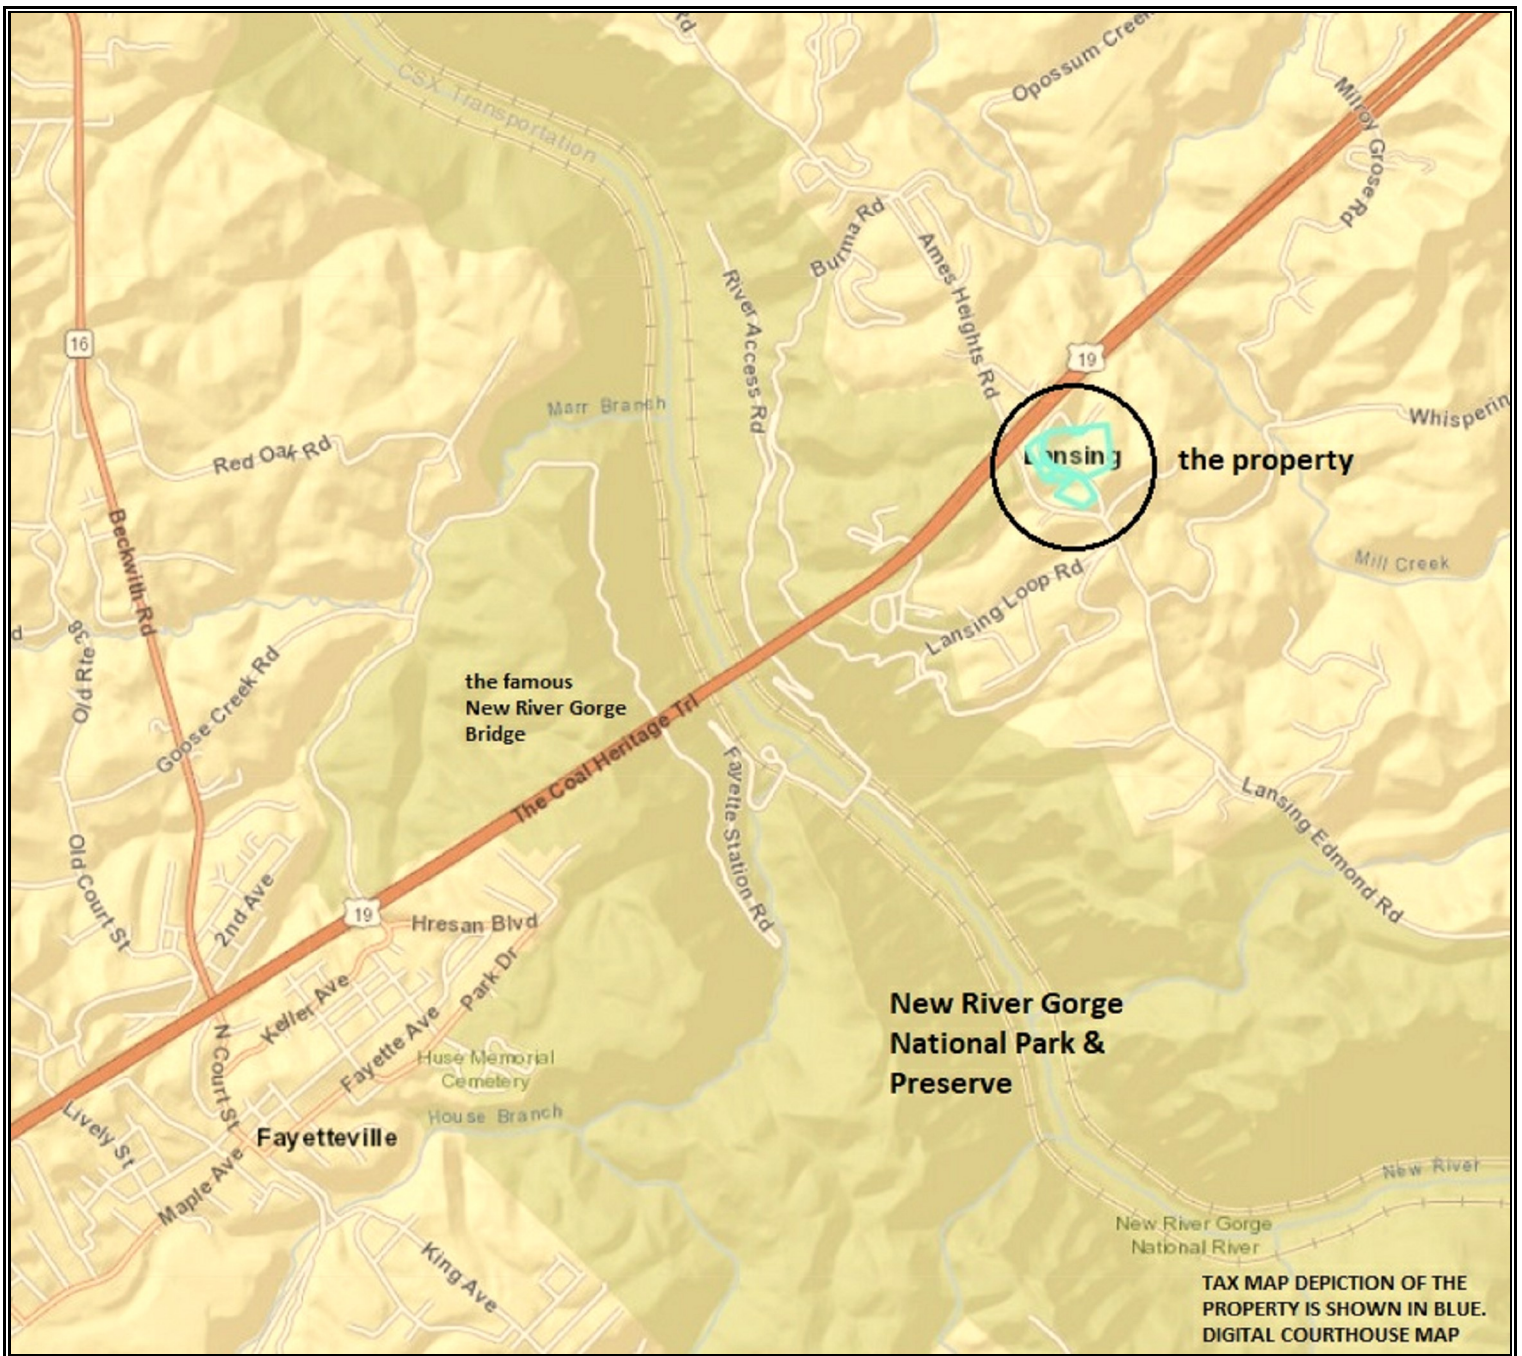 Rd
Opossum Creek
CSX Transportation
Milroy Grose Rd
Burma Rd
Ames Heights Rd
River Access Rd
16
19
Marr Branch
Whisperin
Red Oak Rd
Lansing
the property
Beckwith Rd
Mill Creek
Lansing Loop Rd
d
Old Rte 38
Goose Creek Rd
the famous
New River Gorge
Bridge
The Coal Heritage Trl
Fayette Station Rd
Lansing Edmond Rd
Old Court St
2nd Ave
19
Hresan Blvd
Park Dr
Keller Ave
Fayette Ave
New River Gorge
National Park &
Preserve
N Court St
Huse Memorial
Cemetery
House Branch
Lively St
Fayetteville
Maple Ave
New River
King Ave
New River Gorge
National River
TAX MAP DEPICTION OF THE
PROPERTY IS SHOWN IN BLUE.
DIGITAL COURTHOUSE MAP